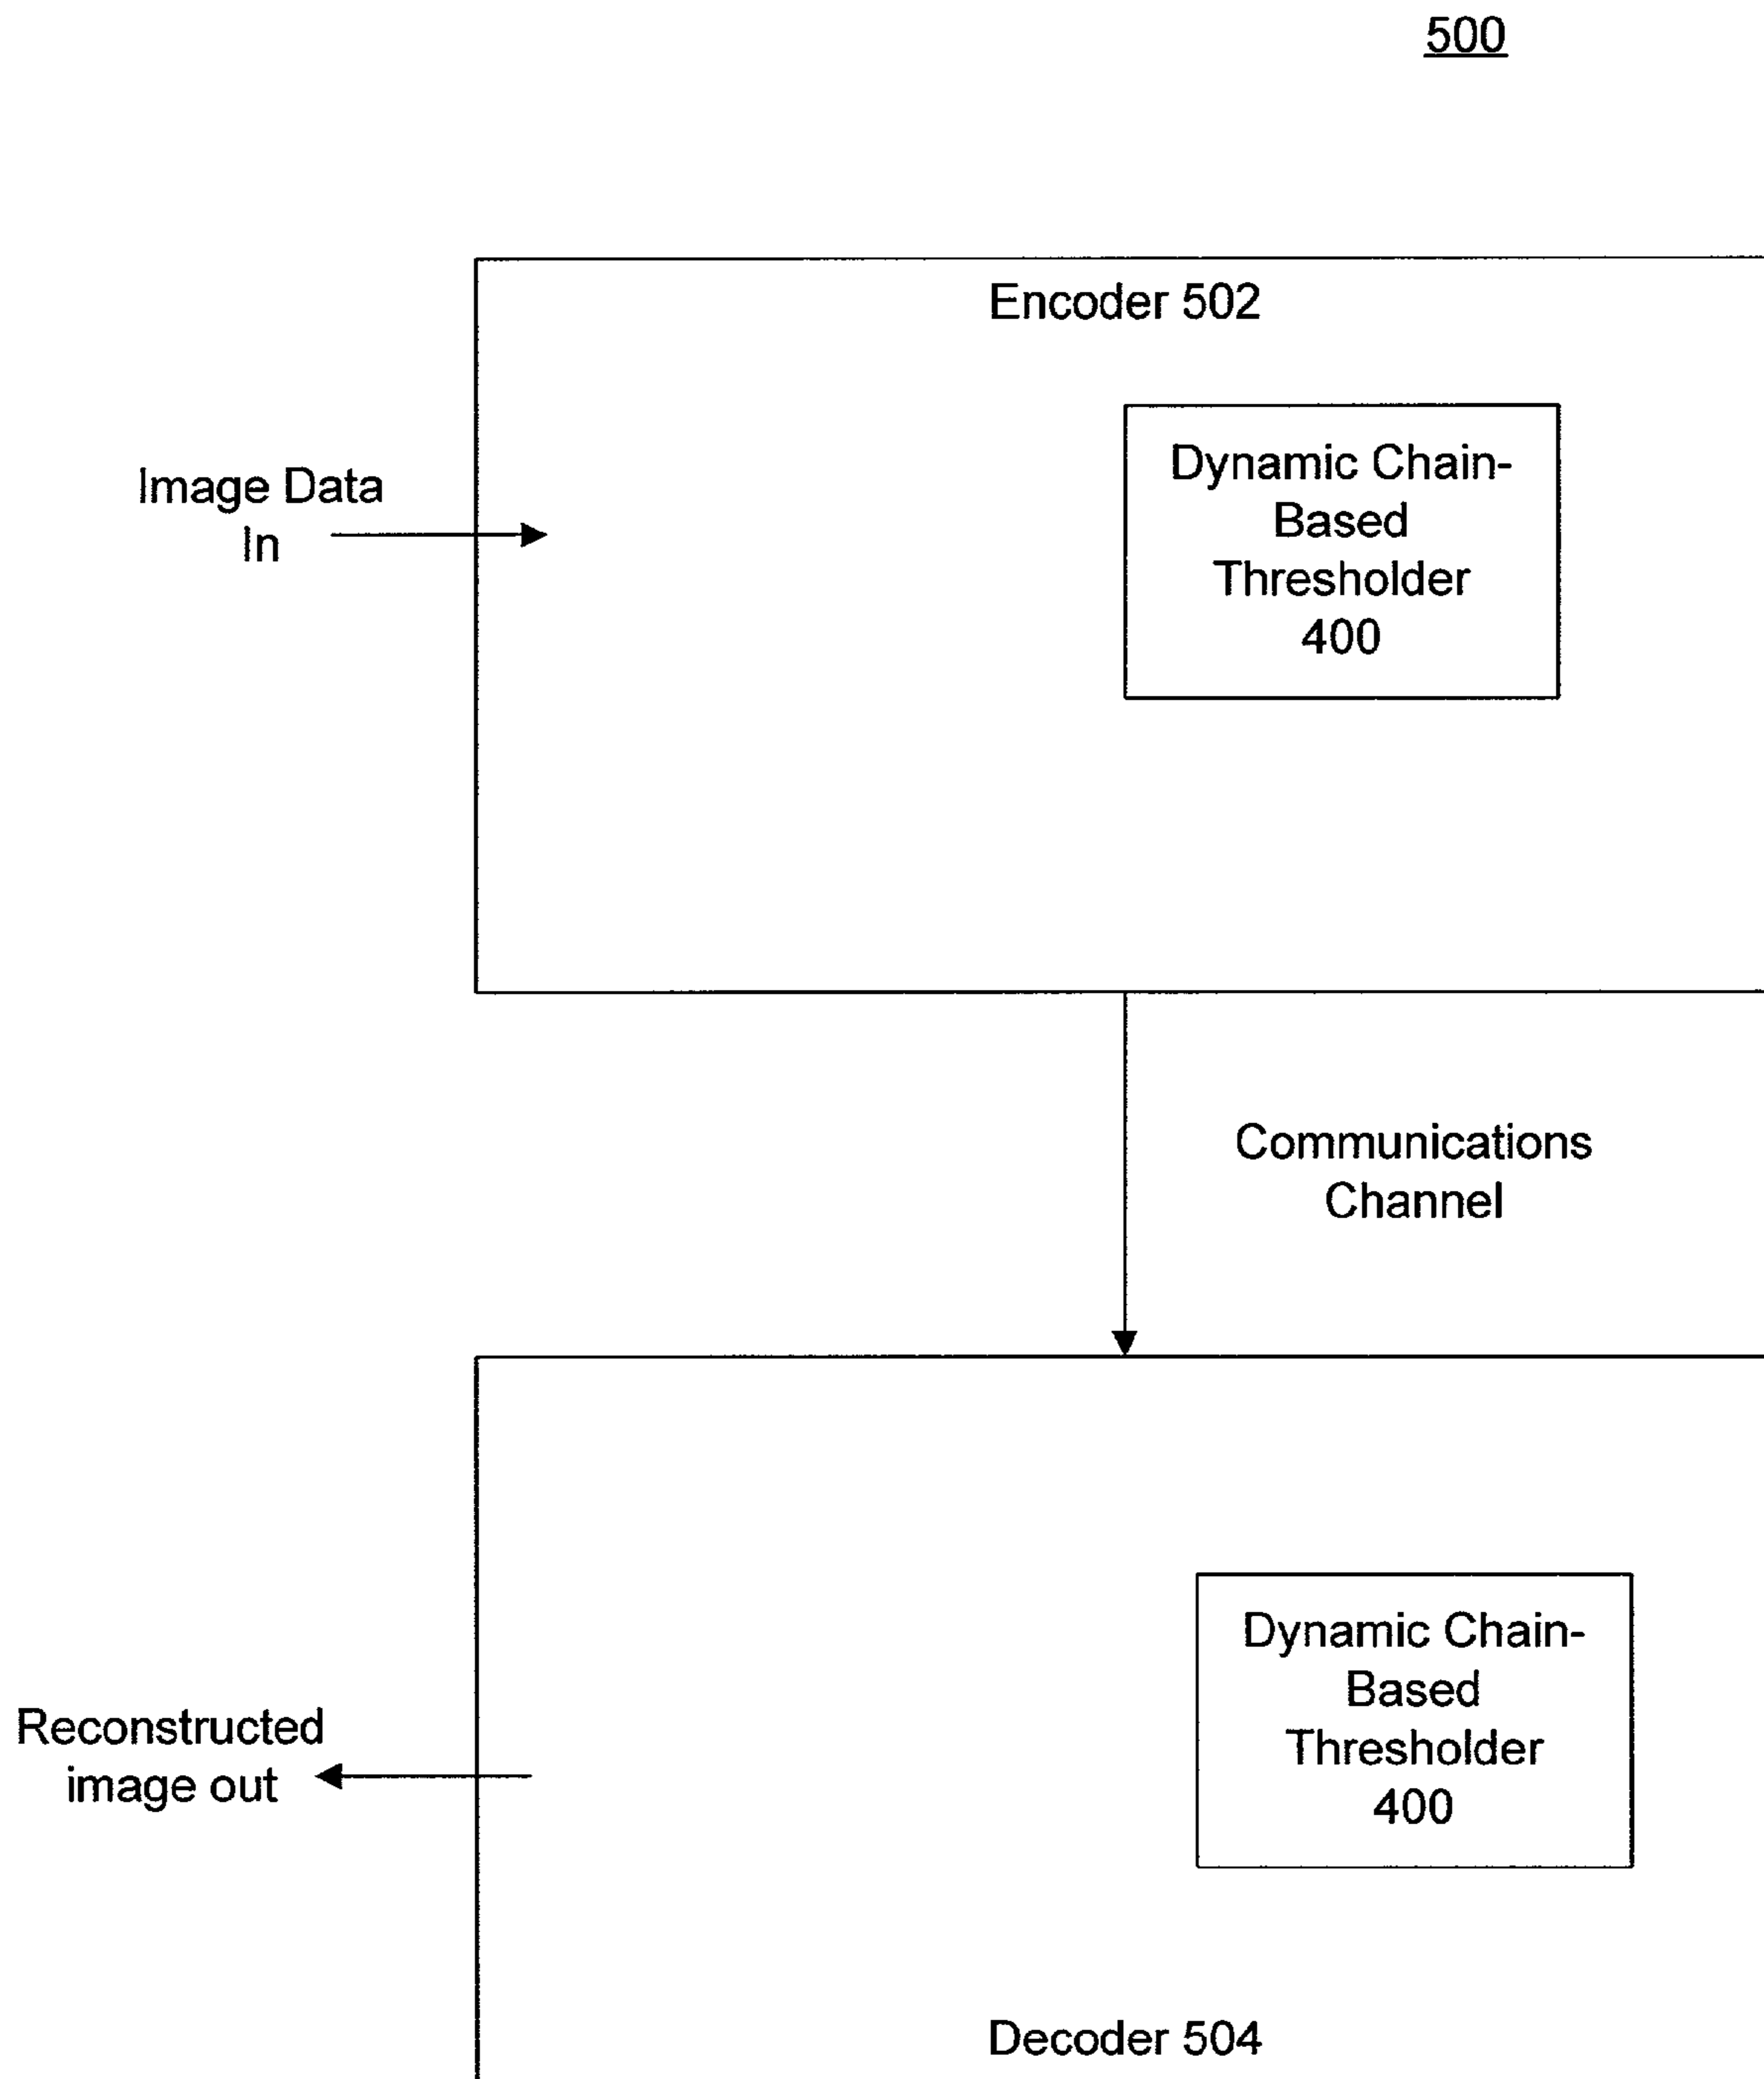 500
Encoder 502
Dynamic Chain-
Based
Thresholder
400
Image Data
In
Communications
Channel
Dynamic Chain-
Based
Thresholder
400
Reconstructed
image out
Decoder 504